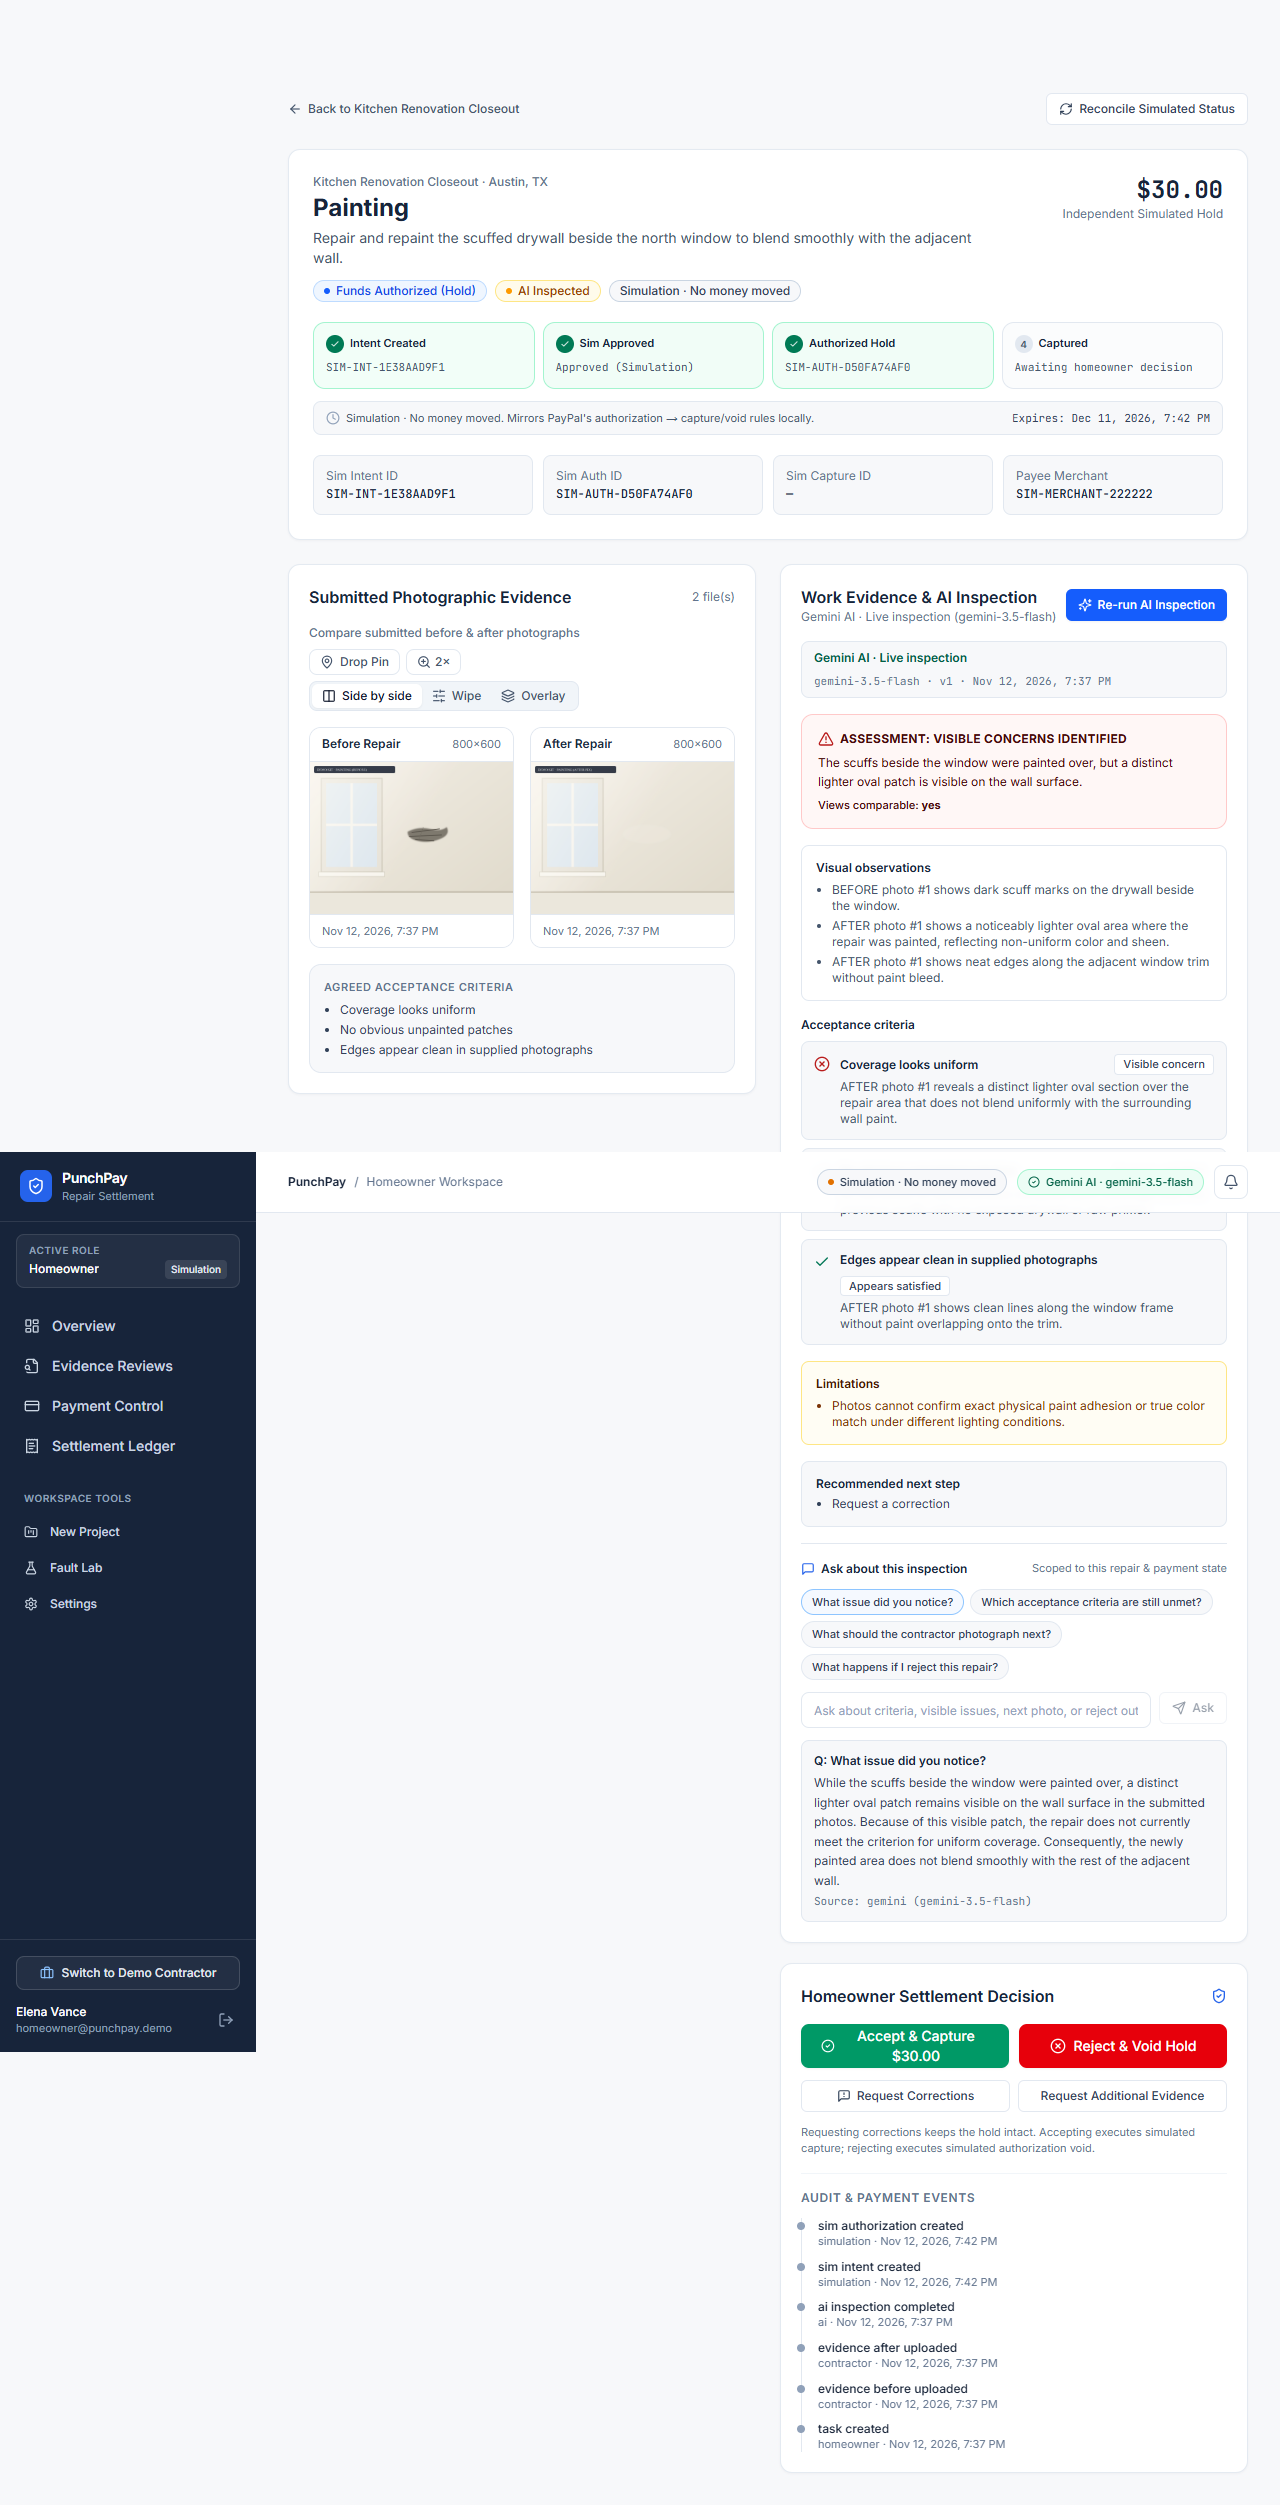 Back to Kitchen Renovation Closeout
Reconcile Simulated Status
Kitchen Renovation Closeout · Austin, TX
Painting
Repair and repaint the scuffed drywall beside the north window to blend smoothly with the adjacent
wall.
$30.00
Independent Simulated Hold
Funds Authorized (Hold)
AI Inspected
Simulation · No money moved
Intent Created
SIM-INT-1E38AAD9F1
Sim Approved
Approved (Simulation)
Authorized Hold
SIM-AUTH-D50FA74AF0
4
Captured
Awaiting homeowner decision
Simulation · No money moved. Mirrors PayPal's authorization → capture/void rules locally.
Expires: Dec 11, 2026, 7:42 PM
Sim Intent ID
SIM-INT-1E38AAD9F1
Sim Auth ID
SIM-AUTH-D50FA74AF0
Sim Capture ID
—
Payee Merchant
SIM-MERCHANT-222222
Submitted Photographic Evidence
2 file(s)
Compare submitted before & after photographs
Drop Pin
2×
Side by side
Wipe
Overlay
Before Repair
800×600
Nov 12, 2026, 7:37 PM
After Repair
800×600
Nov 12, 2026, 7:37 PM
AGREED ACCEPTANCE CRITERIA
• Coverage looks uniform
• No obvious unpainted patches
• Edges appear clean in supplied photographs
Work Evidence & AI Inspection
Gemini AI · Live inspection (gemini-3.5-flash)
Re-run AI Inspection
Gemini AI · Live inspection
gemini-3.5-flash · v1 · Nov 12, 2026, 7:37 PM
ASSESSMENT: VISIBLE CONCERNS IDENTIFIED
The scuffs beside the window were painted over, but a distinct
lighter oval patch is visible on the wall surface.
Views comparable: yes
Visual observations
• BEFORE photo #1 shows dark scuff marks on the drywall beside
the window.
• AFTER photo #1 shows a noticeably lighter oval area where the
repair was painted, reflecting non-uniform color and sheen.
• AFTER photo #1 shows neat edges along the adjacent window trim
without paint bleed.
Acceptance criteria
Coverage looks uniform
Visible concern
AFTER photo #1 reveals a distinct lighter oval section over the
repair area that does not blend uniformly with the surrounding
wall paint.
PunchPay
Repair Settlement
PunchPay / Homeowner Workspace
Simulation · No money moved
Gemini AI · gemini-3.5-flash
ACTIVE ROLE
Homeowner
Simulation
Overview
Evidence Reviews
Payment Control
Settlement Ledger
WORKSPACE TOOLS
New Project
Fault Lab
Settings
Switch to Demo Contractor
Elena Vance
homeowner@punchpay.demo
Edges appear clean in supplied photographs
Appears satisfied
AFTER photo #1 shows clean lines along the window frame
without paint overlapping onto the trim.
Limitations
• Photos cannot confirm exact physical paint adhesion or true color
match under different lighting conditions.
Recommended next step
• Request a correction
Ask about this inspection
Scoped to this repair & payment state
What issue did you notice?
Which acceptance criteria are still unmet?
What should the contractor photograph next?
What happens if I reject this repair?
Ask about criteria, visible issues, next photo, or reject out
Ask
Q: What issue did you notice?
While the scuffs beside the window were painted over, a distinct
lighter oval patch remains visible on the wall surface in the submitted
photos. Because of this visible patch, the repair does not currently
meet the criterion for uniform coverage. Consequently, the newly
painted area does not blend smoothly with the rest of the adjacent
wall.
Source: gemini (gemini-3.5-flash)
Homeowner Settlement Decision
Accept & Capture
$30.00
Reject & Void Hold
Request Corrections
Request Additional Evidence
Requesting corrections keeps the hold intact. Accepting executes simulated
capture; rejecting executes simulated authorization void.
AUDIT & PAYMENT EVENTS
sim authorization created
simulation · Nov 12, 2026, 7:42 PM
sim intent created
simulation · Nov 12, 2026, 7:42 PM
ai inspection completed
ai · Nov 12, 2026, 7:37 PM
evidence after uploaded
contractor · Nov 12, 2026, 7:37 PM
evidence before uploaded
contractor · Nov 12, 2026, 7:37 PM
task created
homeowner · Nov 12, 2026, 7:37 PM